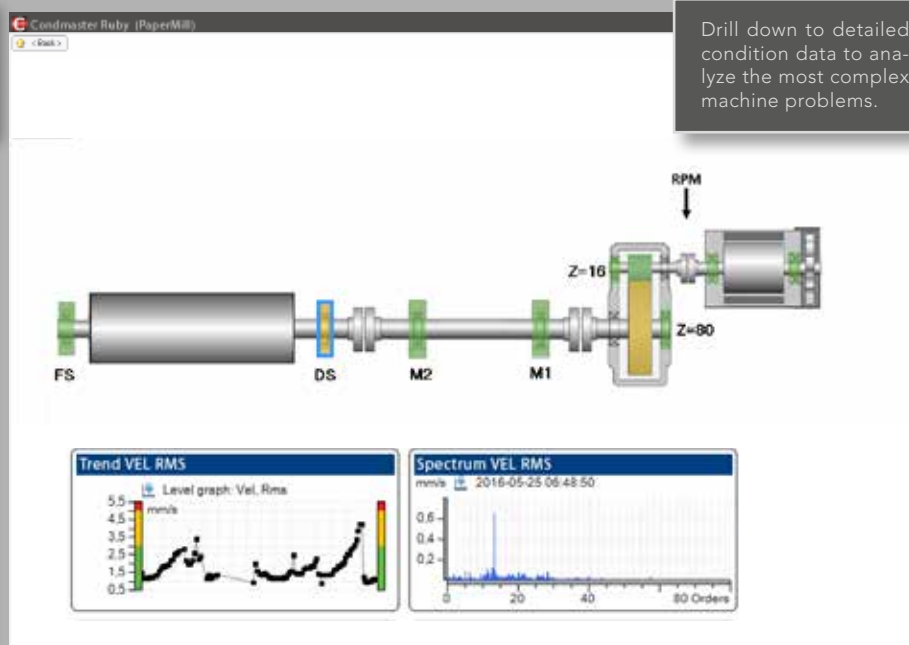 Condmaster Ruby (PaperMill)
<Back>
Drill down to detailed
condition data to ana-
lyze the most complex
machine problems.
RPM
Z=16
Z=80
FS
DS
M2
M1
Trend VEL RMS
Level graph: Vel, Rms
mm/s
5,5
4,5
3,5
2,5
1,5
0,5
Spectrum VEL RMS
mm/s 2016-05-25 06:48:50
0,6
0,4
0,2
0 20 40 80 Orders